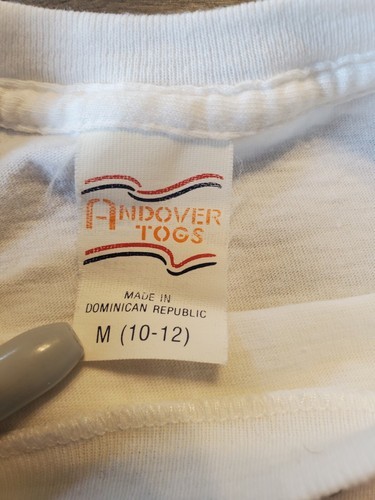 ANDOVER
TOGS
MADE IN
DOMINICAN REPUBLIC
M (10-12)